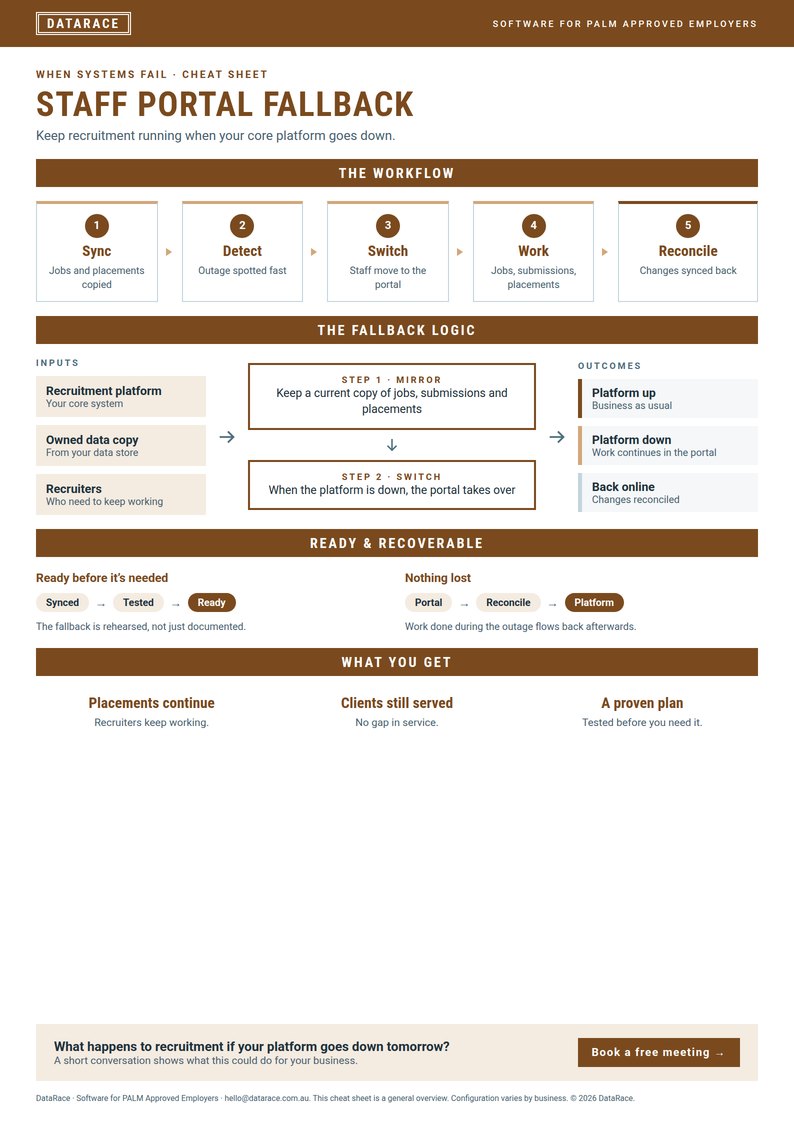 DATARACE
SOFTWARE FOR PALM APPROVED EMPLOYERS
WHEN SYSTEMS FAIL · CHEAT SHEET
STAFF PORTAL FALLBACK
Keep recruitment running when your core platform goes down.
THE WORKFLOW
1
Sync
Jobs and placements
copied
2
Detect
Outage spotted fast
3
Switch
Staff move to the
portal
4
Work
Jobs, submissions,
placements
5
Reconcile
Changes synced back
THE FALLBACK LOGIC
INPUTS
Recruitment platform
Your core system
Owned data copy
From your data store
Recruiters
Who need to keep working
→
STEP 1 · MIRROR
Keep a current copy of jobs, submissions and
placements
↓
STEP 2 · SWITCH
When the platform is down, the portal takes over
→
OUTCOMES
Platform up
Business as usual
Platform down
Work continues in the portal
Back online
Changes reconciled
READY & RECOVERABLE
Ready before it’s needed
Synced → Tested → Ready
The fallback is rehearsed, not just documented.
Nothing lost
Portal → Reconcile → Platform
Work done during the outage flows back afterwards.
WHAT YOU GET
Placements continue
Recruiters keep working.
Clients still served
No gap in service.
A proven plan
Tested before you need it.
What happens to recruitment if your platform goes down tomorrow?
A short conversation shows what this could do for your business.
Book a free meeting →
DataRace · Software for PALM Approved Employers · hello@datarace.com.au. This cheat sheet is a general overview. Configuration varies by business. © 2026 DataRace.